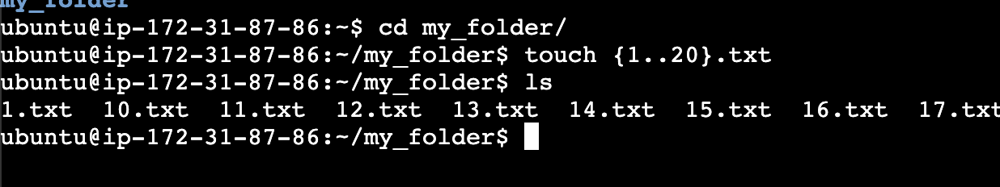 my_folder
ubuntu@ip-172-31-87-86:~$ cd my_folder/
ubuntu@ip-172-31-87-86:~/my_folder$ touch {1..20}.txt
ubuntu@ip-172-31-87-86:~/my_folder$ ls
1.txt  10.txt  11.txt  12.txt  13.txt  14.txt  15.txt  16.txt  17.txt
ubuntu@ip-172-31-87-86:~/my_folder$